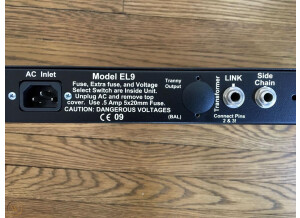 AC Inlet
Model EL9
Fuse, Extra fuse, and Voltage
Select Switch are Inside Unit.
Unplug AC and remove top
cover. Use .5 Amp 5x20mm Fuse.
CAUTION: DANGEROUS VOLTAGES
CE 09
Tranny
Output
(BAL)
Transformer
LINK
Side
Chain
Connect Pins
2 & 3!